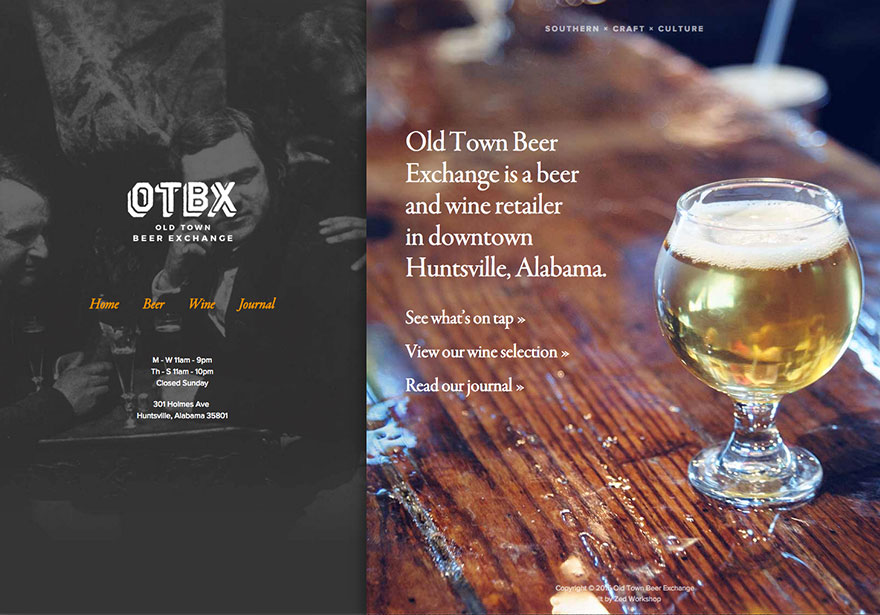 OTBX
OLD TOWN
BEER EXCHANGE
Home Beer Wine Journal
M - W 11am - 9pm
Th - S 11am - 10pm
Closed Sunday
301 Holmes Ave
Huntsville, Alabama 35801
SOUTHERN × CRAFT × CULTURE
Old Town Beer
Exchange is a beer
and wine retailer
in downtown
Huntsville, Alabama.
See what's on tap »
View our wine selection »
Read our journal »
Copyright © Old Town Beer Exchange
by Zed Workshop